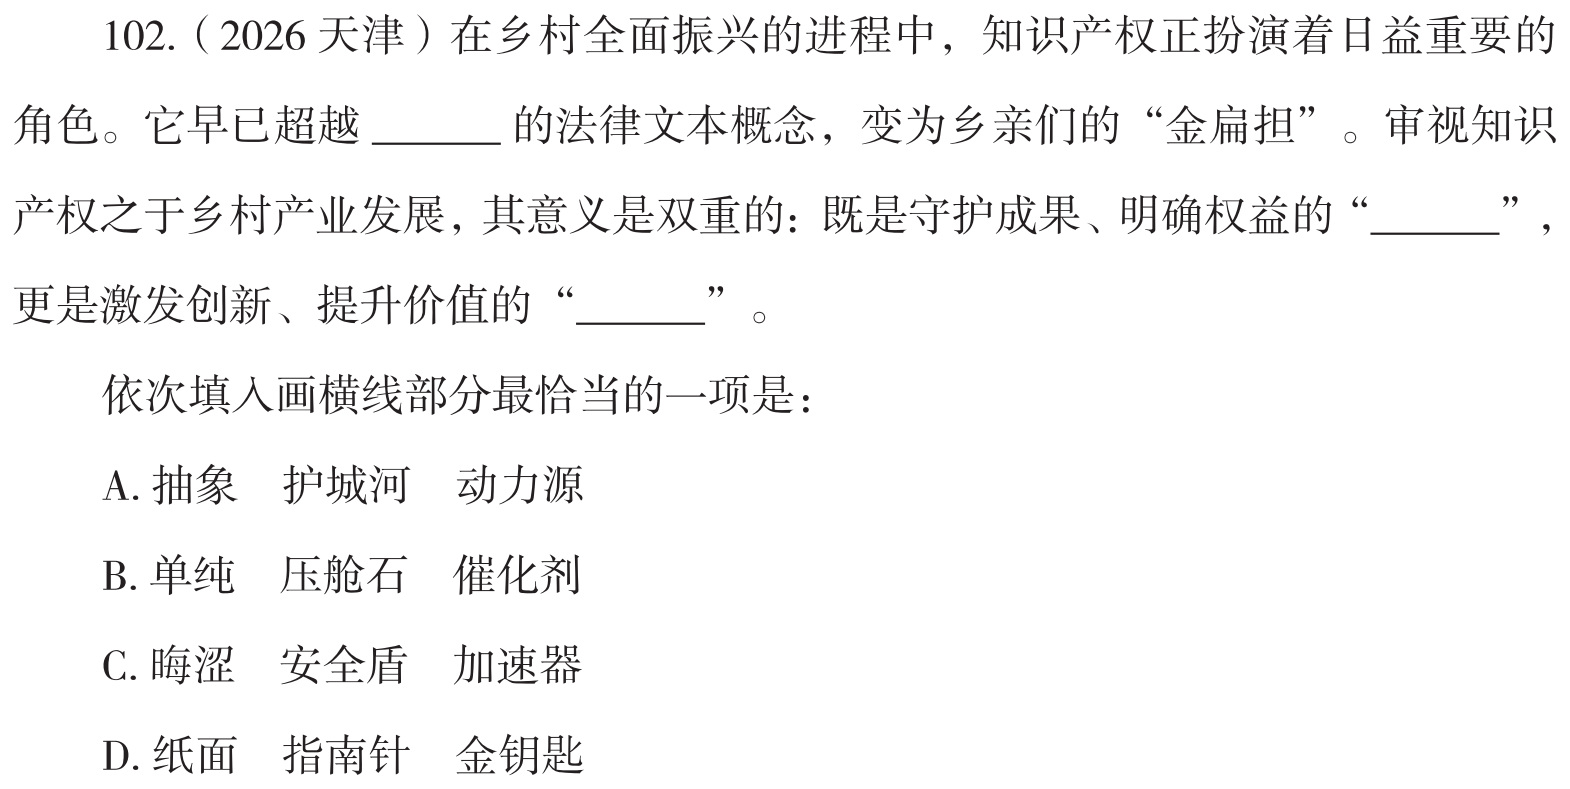 102.（2026 天津）在乡村全面振兴的进程中，知识产权正扮演着日益重要的
角色。它早已超越 ______ 的法律文本概念，变为乡亲们的“金扁担”。审视知识
产权之于乡村产业发展，其意义是双重的：既是守护成果、明确权益的“______”，
更是激发创新、提升价值的“______”。
依次填入画横线部分最恰当的一项是：
A. 抽象　护城河　动力源
B. 单纯　压舱石　催化剂
C. 晦涩　安全盾　加速器
D. 纸面　指南针　金钥匙